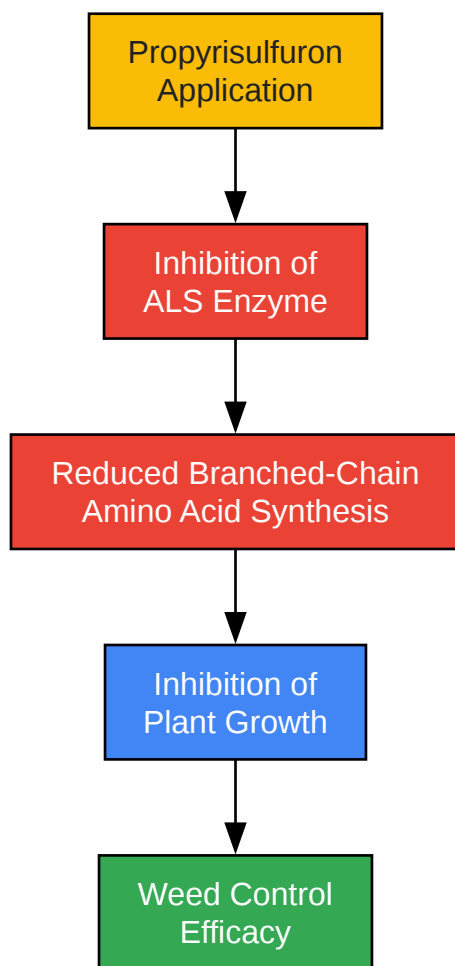 Propyrisulfuron
Application
Inhibition of
ALS Enzyme
Reduced Branched-Chain
Amino Acid Synthesis
Inhibition of
Plant Growth
Weed Control
Efficacy